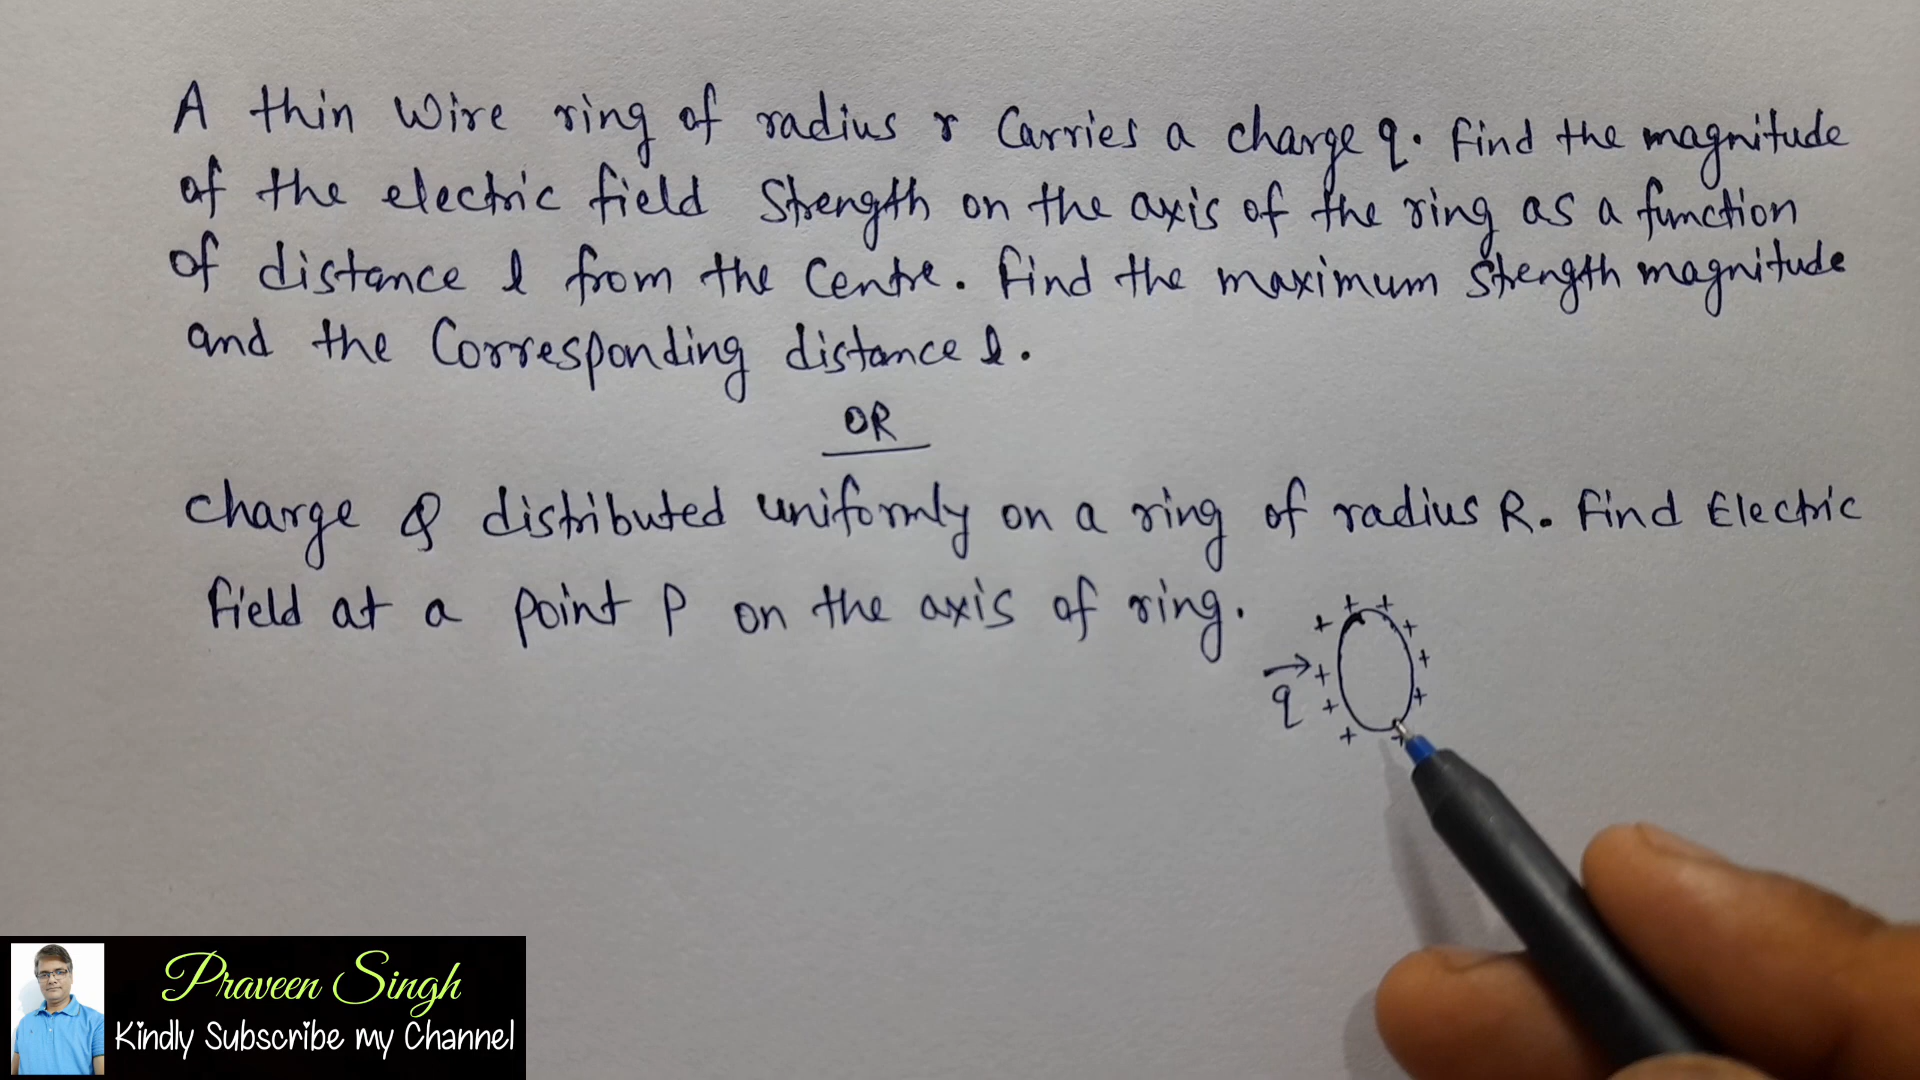 A thin wire ring of radius r carries a charge q. Find the magnitude
of the electric field strength on the axis of the ring as a function
of distance l from the centre. Find the maximum strength magnitude
and the corresponding distance l.
OR
charge Q distributed uniformly on a ring of radius R. Find Electric
field at a point P on the axis of ring.
+ + + +
+ +
q
+ +
+ +
Praveen Singh
Kindly Subscribe my Channel